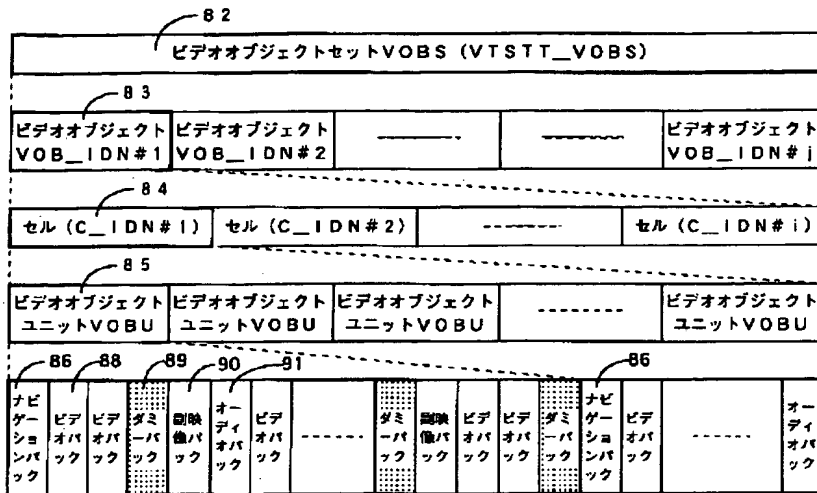 82
ビデオオブジェクトセットVOBS (VTSTT__VOBS)
83
ビデオオブジェクト
VOB__IDN#1
ビデオオブジェクト
VOB__IDN#2
ビデオオブジェクト
VOB__IDN#j
84
セル (C__IDN#1)
セル (C__IDN#2)
セル (C__IDN#i)
85
ビデオオブジェクト
ユニットVOBU
ビデオオブジェクト
ユニットVOBU
ビデオオブジェクト
ユニットVOBU
ビデオオブジェクト
ユニットVOBU
86
88
89
90
91
86
ナビ
ゲーションパック
ビデオパック
ビデオパック
ダミーパック
副映像パック
オーディオパック
ビデオパック
ダミーパック
副映像パック
ビデオパック
ビデオパック
ダミーパック
ナビ
ゲーションパック
ビデオパック
オーディオパック